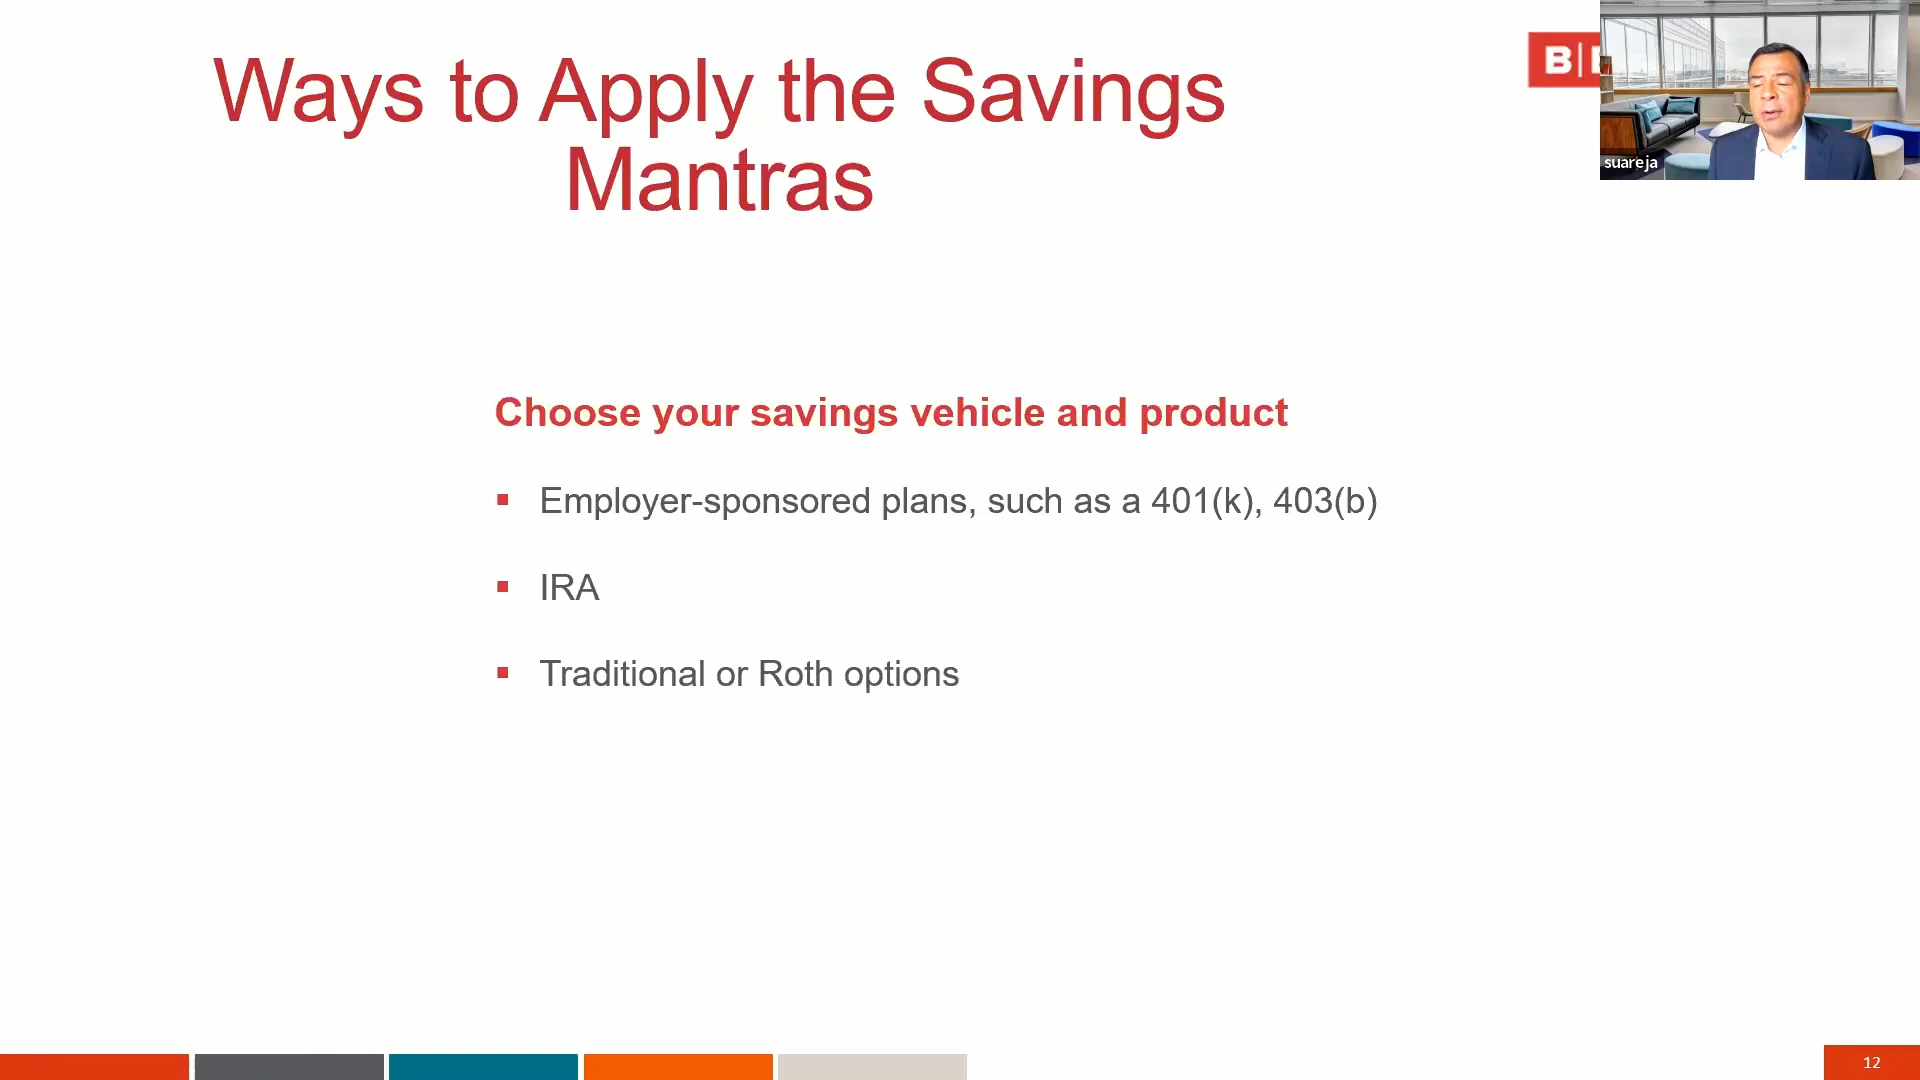 Ways to Apply the Savings
Mantras
B|
suareja
Choose your savings vehicle and product
Employer-sponsored plans, such as a 401(k), 403(b)
IRA
Traditional or Roth options
12